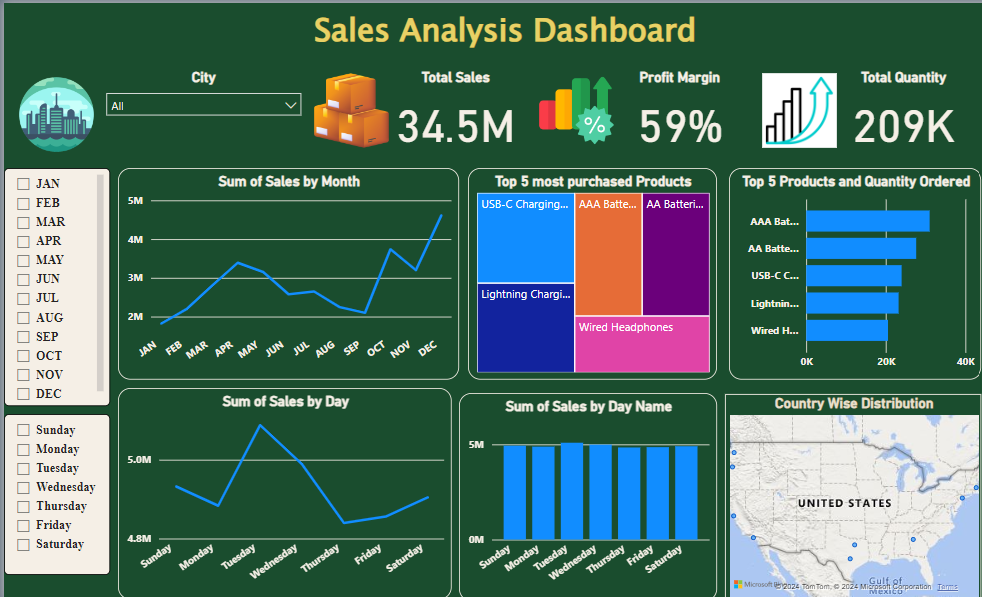 Sales Analysis Dashboard
City
All
Total Sales
34.5M
%
Profit Margin
59%
Total Quantity
209K
JAN
FEB
MAR
APR
MAY
JUN
JUL
AUG
SEP
OCT
NOV
DEC
Sum of Sales by Month
5M
4M
3M
2M
JAN
FEB
MAR
APR
MAY
JUN
JUL
AUG
SEP
OCT
NOV
DEC
Top 5 most purchased Products
USB-C Charging...
AAA Batte...
AA Batteri...
Lightning Chargi...
Wired Headphones
Top 5 Products and Quantity Ordered
AAA Bat...
AA Batte...
USB-C C...
Lightnin...
Wired H...
0K
20K
40K
Sunday
Monday
Tuesday
Wednesday
Thursday
Friday
Saturday
Sum of Sales by Day
5.0M
4.8M
Sunday
Monday
Tuesday
Wednesday
Thursday
Friday
Saturday
Sum of Sales by Day Name
5M
0M
Sunday
Monday
Tuesday
Wednesday
Thursday
Friday
Saturday
Country Wise Distribution
UNITED STATES
Gulf of
Mexico
Microsoft
© 2024 TomTom, © 2024 Microsoft Corporation Terms